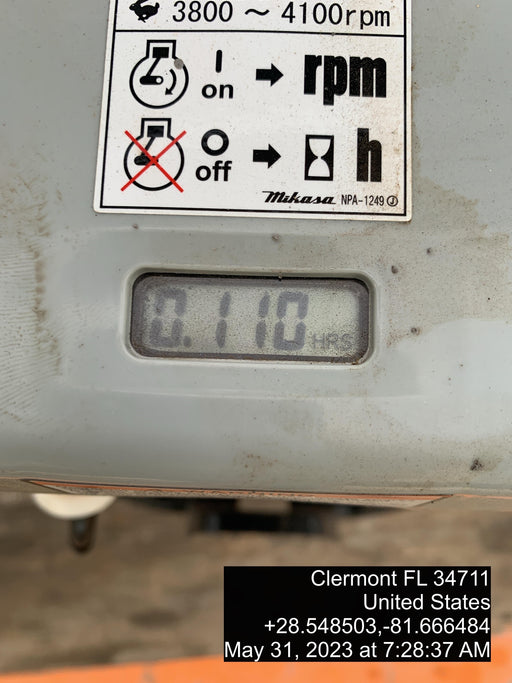 3800 ~ 4100rpm
I on → rpm
O off → h
Mikasa NPA-1249 J
0.110 HRS
Clermont FL 34711
United States
+28.548503,-81.666484
May 31, 2023 at 7:28:37 AM